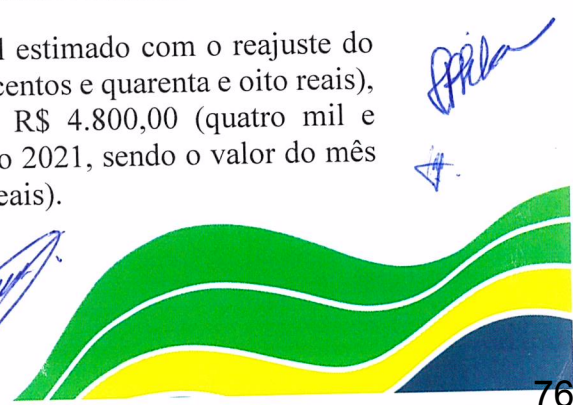 estimado com o reajuste do
centos e quarenta e oito reais),
R$ 4.800,00 (quatro mil e
o 2021, sendo o valor do mês
eais).
76